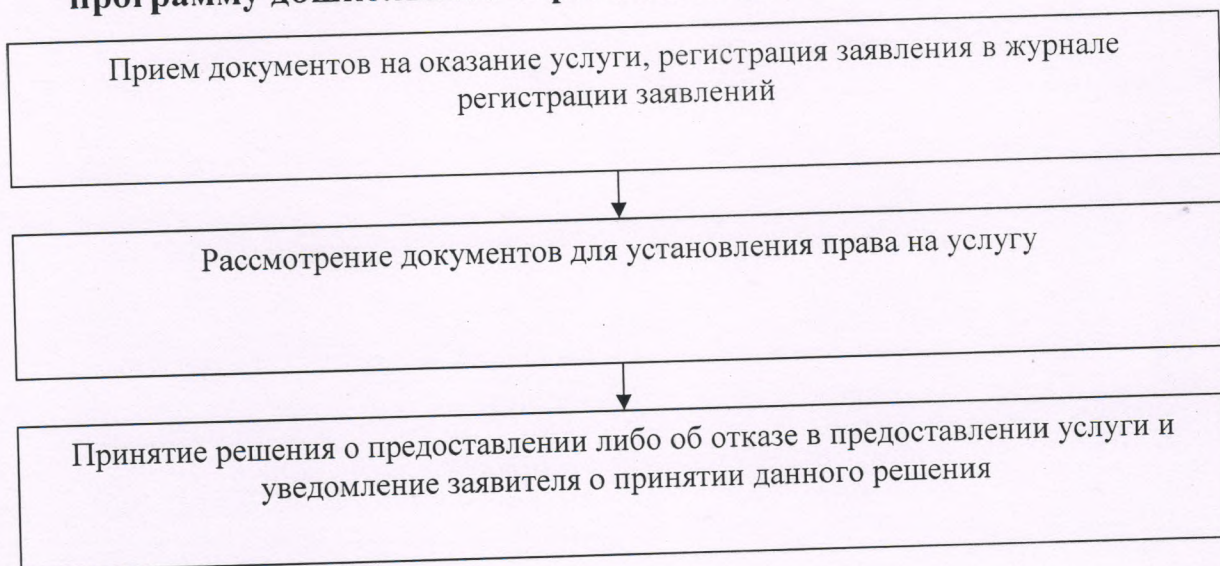 программу
Прием документов на оказание услуги, регистрация заявления в журнале
регистрации заявлений
Рассмотрение документов для установления права на услугу
Принятие решения о предоставлении либо об отказе в предоставлении услуги и
уведомление заявителя о принятии данного решения